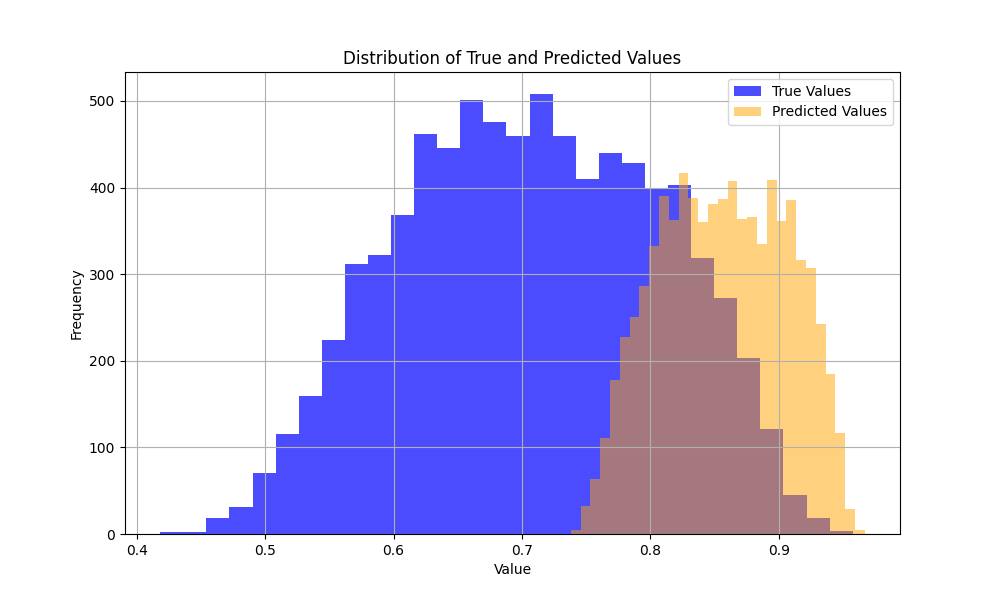 Distribution of True and Predicted Values
True Values
Predicted Values
500
400
300
200
100
0
Frequency
0.4 0.5 0.6 0.7 0.8 0.9
Value